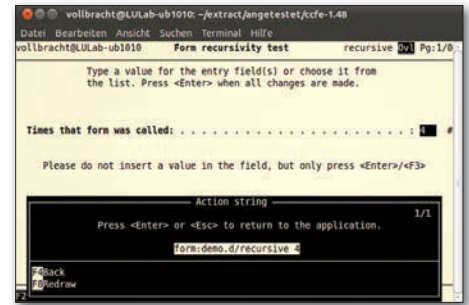 vollbracht@LULab-ub1010: ~/extract/angetestet/ccfe-1.48
Datei Bearbeiten Ansicht Suchen Terminal Hilfe
vollbracht@LULab-ub1010 Form recursivity test recursive Ovl Pg:1/0
Type a value for the entry field(s) or choose it from
the list. Press <Enter> when all changes are made.
Times that form was called: . . . . . . . . . . . . . . . . . . . . . . : 4 #
Please do not insert a value in the field, but only press <Enter>/<F3>
Action string
1/1
Press <Enter> or <Esc> to return to the application.
form:demo.d/recursive 4
F4Back
F8Redraw
F2